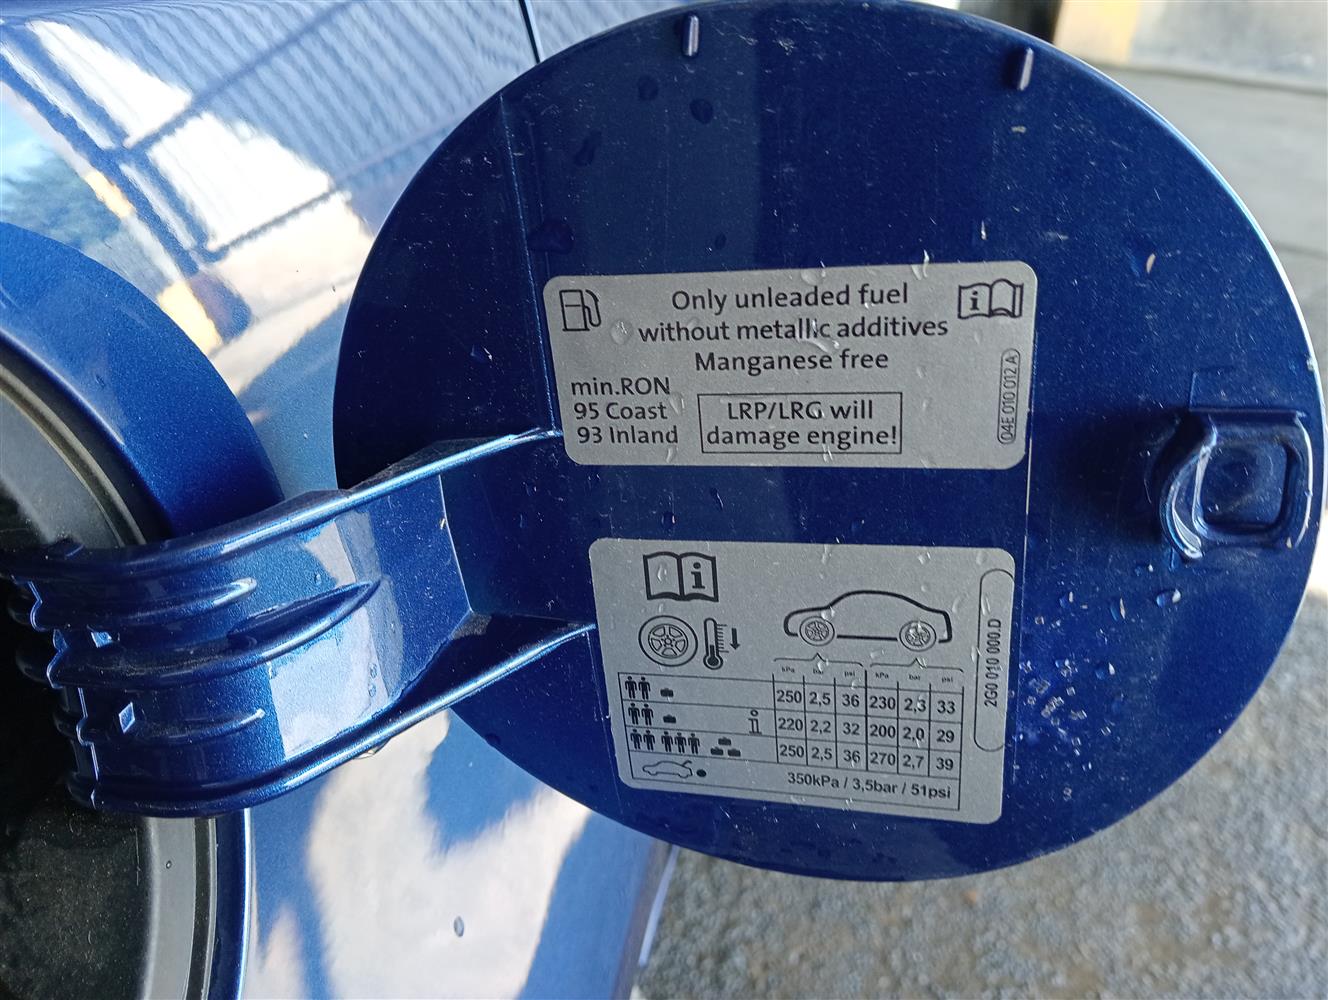 Only unleaded fuel
without metallic additives
Manganese free
min.RON
95 Coast
93 Inland
LRP/LRG will
damage engine!
04E 010 012 A
kPa bar psi kPa bar psi
250 2,5 36 230 2,3 33
i 220 2,2 32 200 2,0 29
250 2,5 36 270 2,7 39
350kPa / 3,5bar / 51psi
2G0 010 000.D